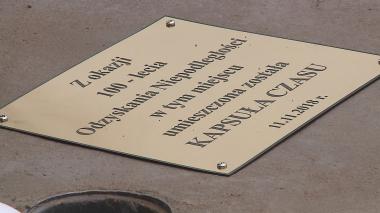 Z okazji
100 - lecia
Odzyskania Niepodległości
w tym miejscu
umieszczona została
KAPSUŁA CZASU
11.11.2018 r.